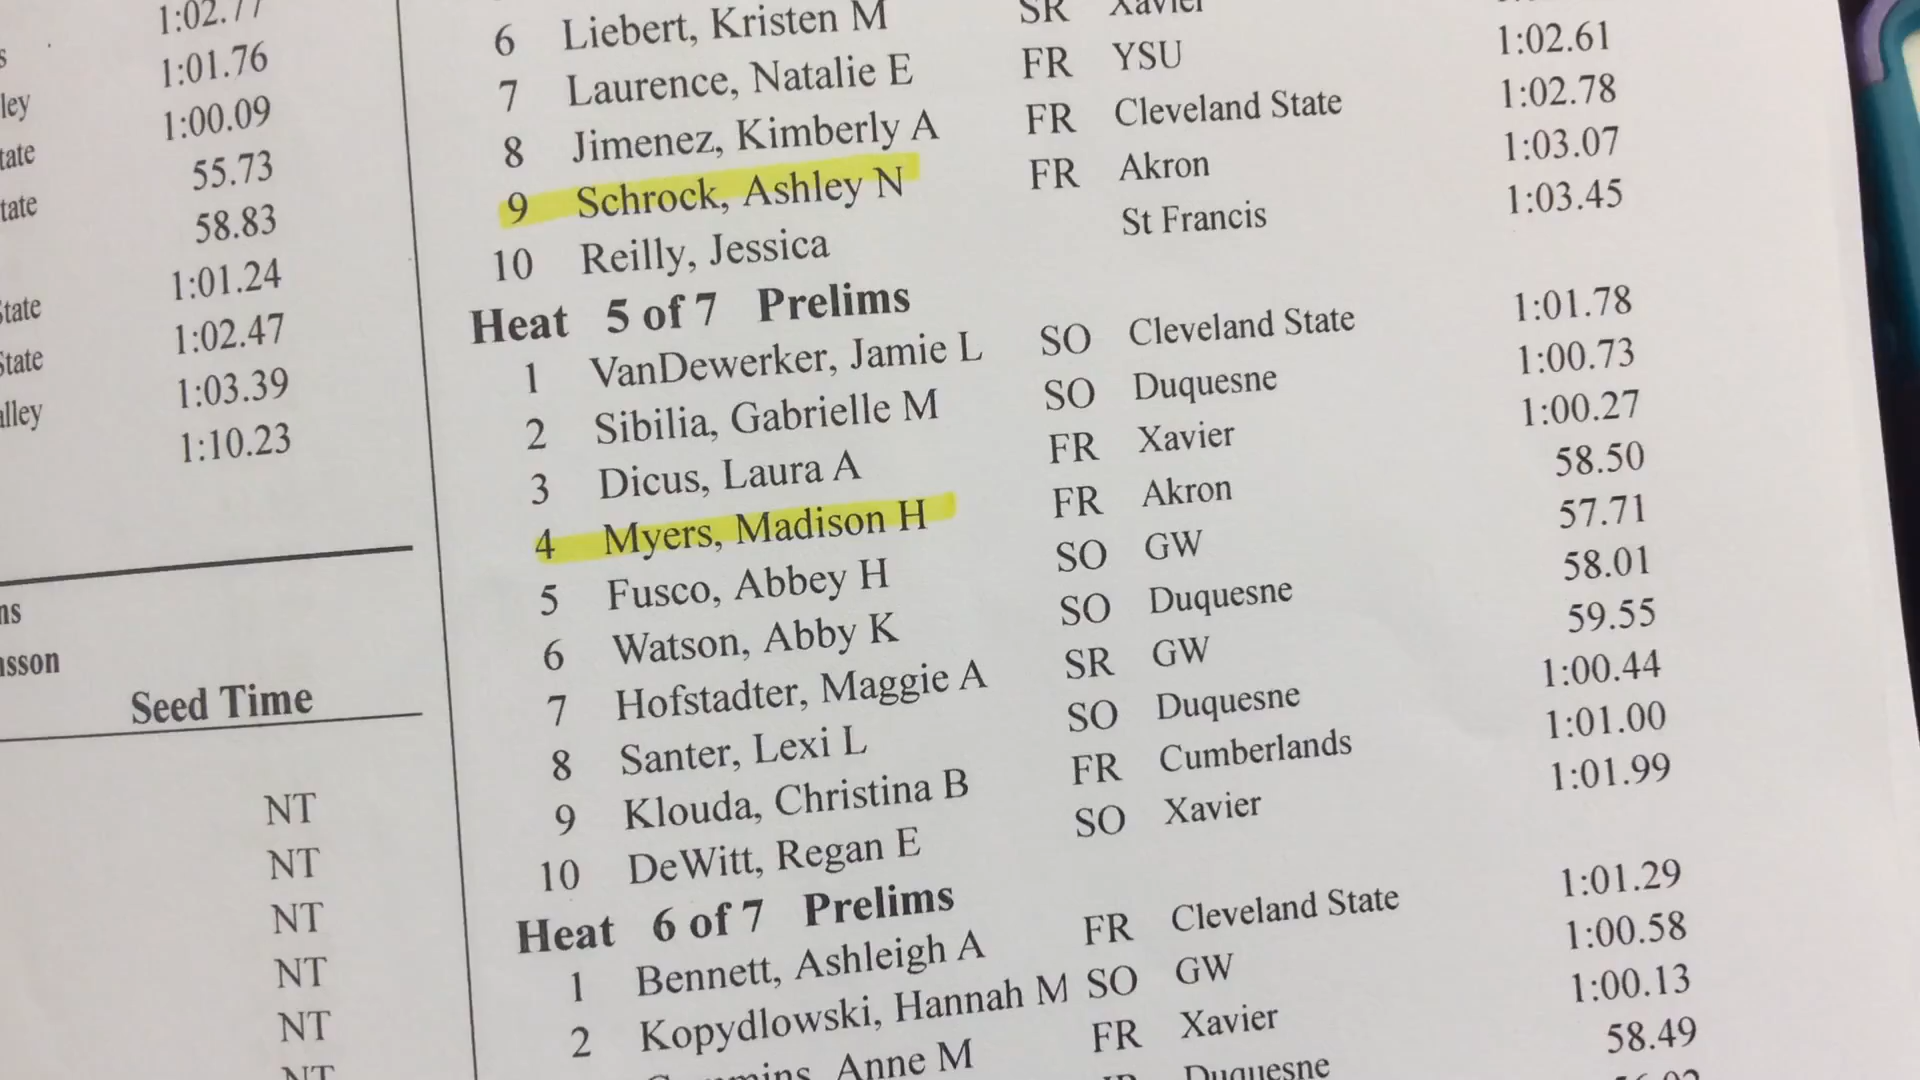 1:02.77
1:01.76
1:00.09
55.73
58.83
1:01.24
1:02.47
1:03.39
1:10.23
Seed Time
NT
NT
NT
NT
NT
NT
6 Liebert, Kristen M SR Xavier
7 Laurence, Natalie E FR YSU 1:02.61
8 Jimenez, Kimberly A FR Cleveland State 1:02.78
9 Schrock, Ashley N FR Akron 1:03.07
10 Reilly, Jessica St Francis 1:03.45
Heat 5 of 7 Prelims
1 VanDewerker, Jamie L SO Cleveland State 1:01.78
2 Sibilia, Gabrielle M SO Duquesne 1:00.73
3 Dicus, Laura A FR Xavier 1:00.27
4 Myers, Madison H FR Akron 58.50
5 Fusco, Abbey H SO GW 57.71
6 Watson, Abby K SO Duquesne 58.01
7 Hofstadter, Maggie A SR GW 59.55
8 Santer, Lexi L SO Duquesne 1:00.44
9 Klouda, Christina B FR Cumberlands 1:01.00
10 DeWitt, Regan E SO Xavier 1:01.99
Heat 6 of 7 Prelims
1 Bennett, Ashleigh A FR Cleveland State 1:01.29
2 Kopydlowski, Hannah M SO GW 1:00.58
Anne M FR Xavier 1:00.13
Duquesne 58.49